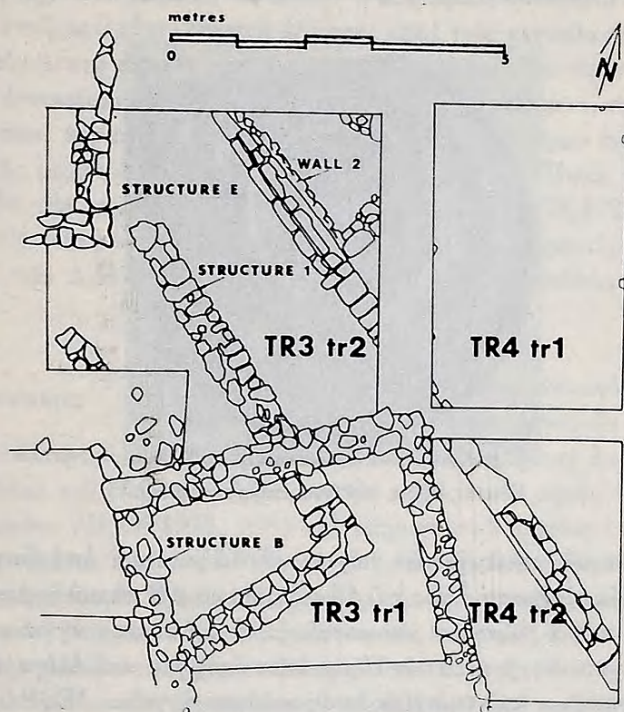 metres
0 5
N
WALL 2
STRUCTURE E
STRUCTURE 1
TR3 tr2
TR4 tr1
STRUCTURE B
TR3 tr1
TR4 tr2